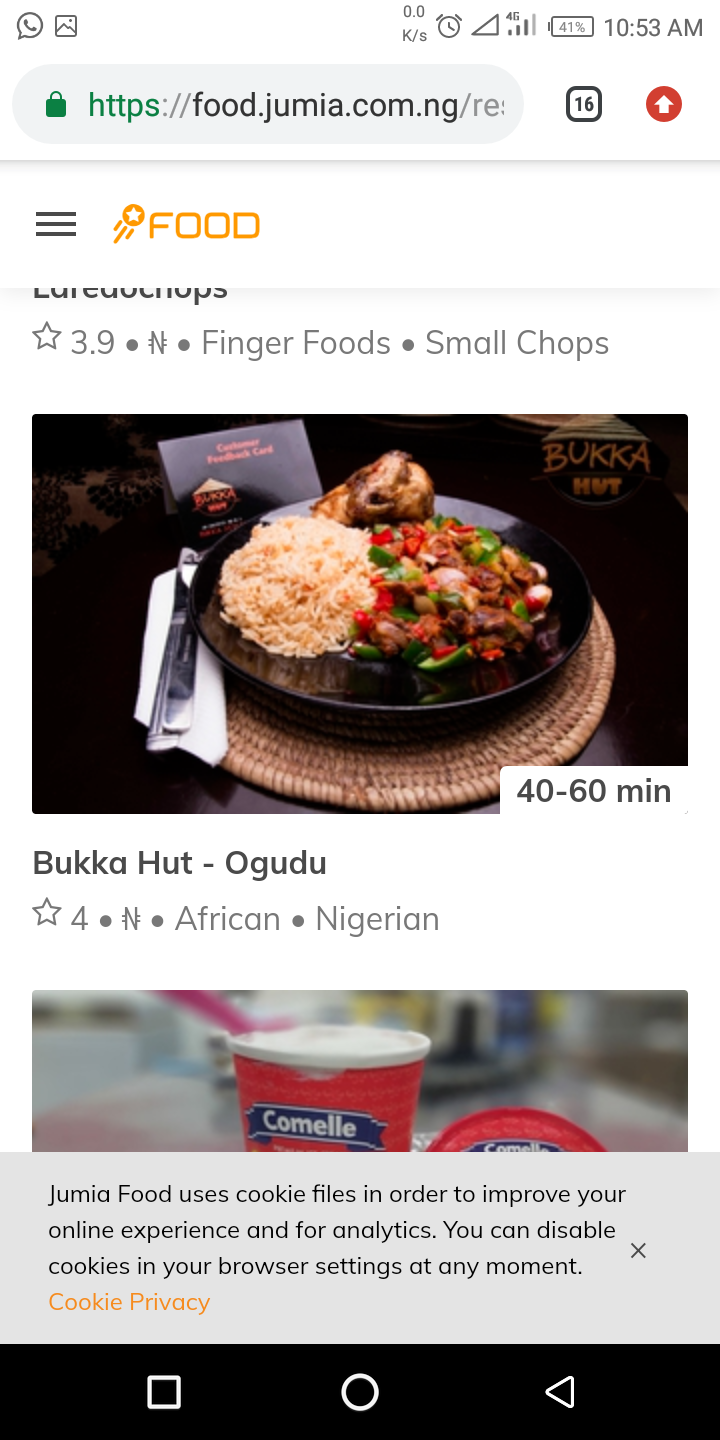 0.0
K/s
4G
41%
10:53 AM
https://food.jumia.com.ng/re
16
FOOD
Laredochops
3.9 • ₦ • Finger Foods • Small Chops
Customer
Feedback Card
BUKKA
HUT
BUKKA
HUT
40-60 min
Bukka Hut - Ogudu
4 • ₦ • African • Nigerian
Comelle
Comelle
Jumia Food uses cookie files in order to improve your
online experience and for analytics. You can disable
cookies in your browser settings at any moment.
Cookie Privacy